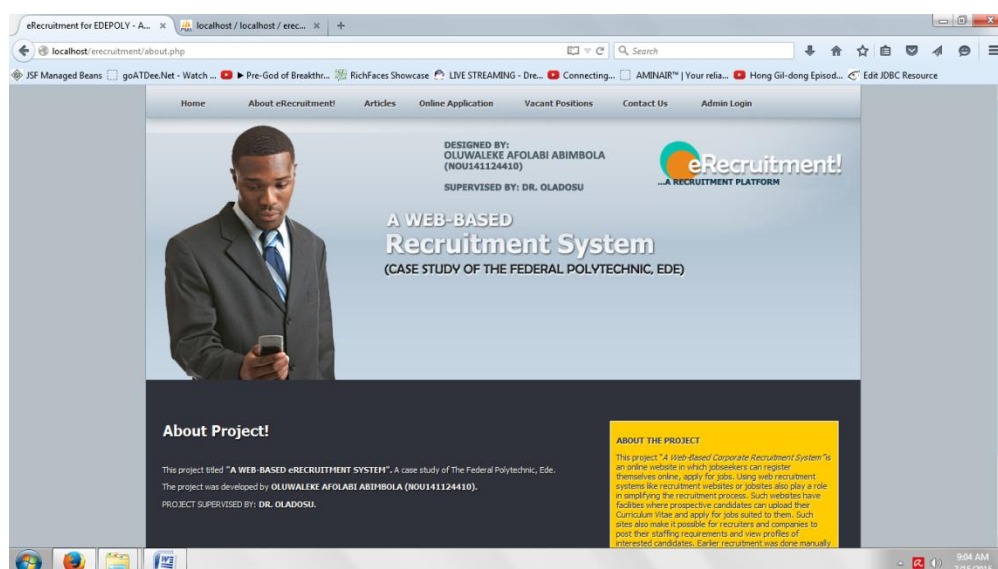 eRecruitment for EDEPOLY - A...
localhost / localhost / erec...
localhost/erecruitment/about.php
Search
JSF Managed Beans goATDee.Net - Watch ... ► Pre-God of Breakthr... RichFaces Showcase LIVE STREAMING - Dre... Connecting... AMINAIR™ | Your relia... Hong Gil-dong Episod... Edit JDBC Resource
Home About eRecruitment! Articles Online Application Vacant Positions Contact Us Admin Login
DESIGNED BY:
OLUWALEKE AFOLABI ABIMBOLA
(NOU141124410)
SUPERVISED BY: DR. OLADOSU
eRecruitment!
...A RECRUITMENT PLATFORM
A WEB-BASED
Recruitment System
(CASE STUDY OF THE FEDERAL POLYTECHNIC, EDE)
About Project!
This project titled "A WEB-BASED eRECRUITMENT SYSTEM". A case study of The Federal Polytechnic, Ede.
The project was developed by OLUWALEKE AFOLABI ABIMBOLA (NOU141124410).
PROJECT SUPERVISED BY: DR. OLADOSU.
ABOUT THE PROJECT
This project "A Web-Based Corporate Recruitment System"is
an online website in which jobseekers can register
themselves online, apply for jobs. Using web recruitment
systems like recruitment websites or jobsites also play a role
in simplifying the recruitment process. Such websites have
facilities where prospective candidates can upload their
Curriculum Vitae and apply for jobs suited to them. Such
sites also make it possible for recruiters and companies to
post their staffing requirements and view profiles of
interested candidates. Earlier recruitment was done manually
9:04 AM